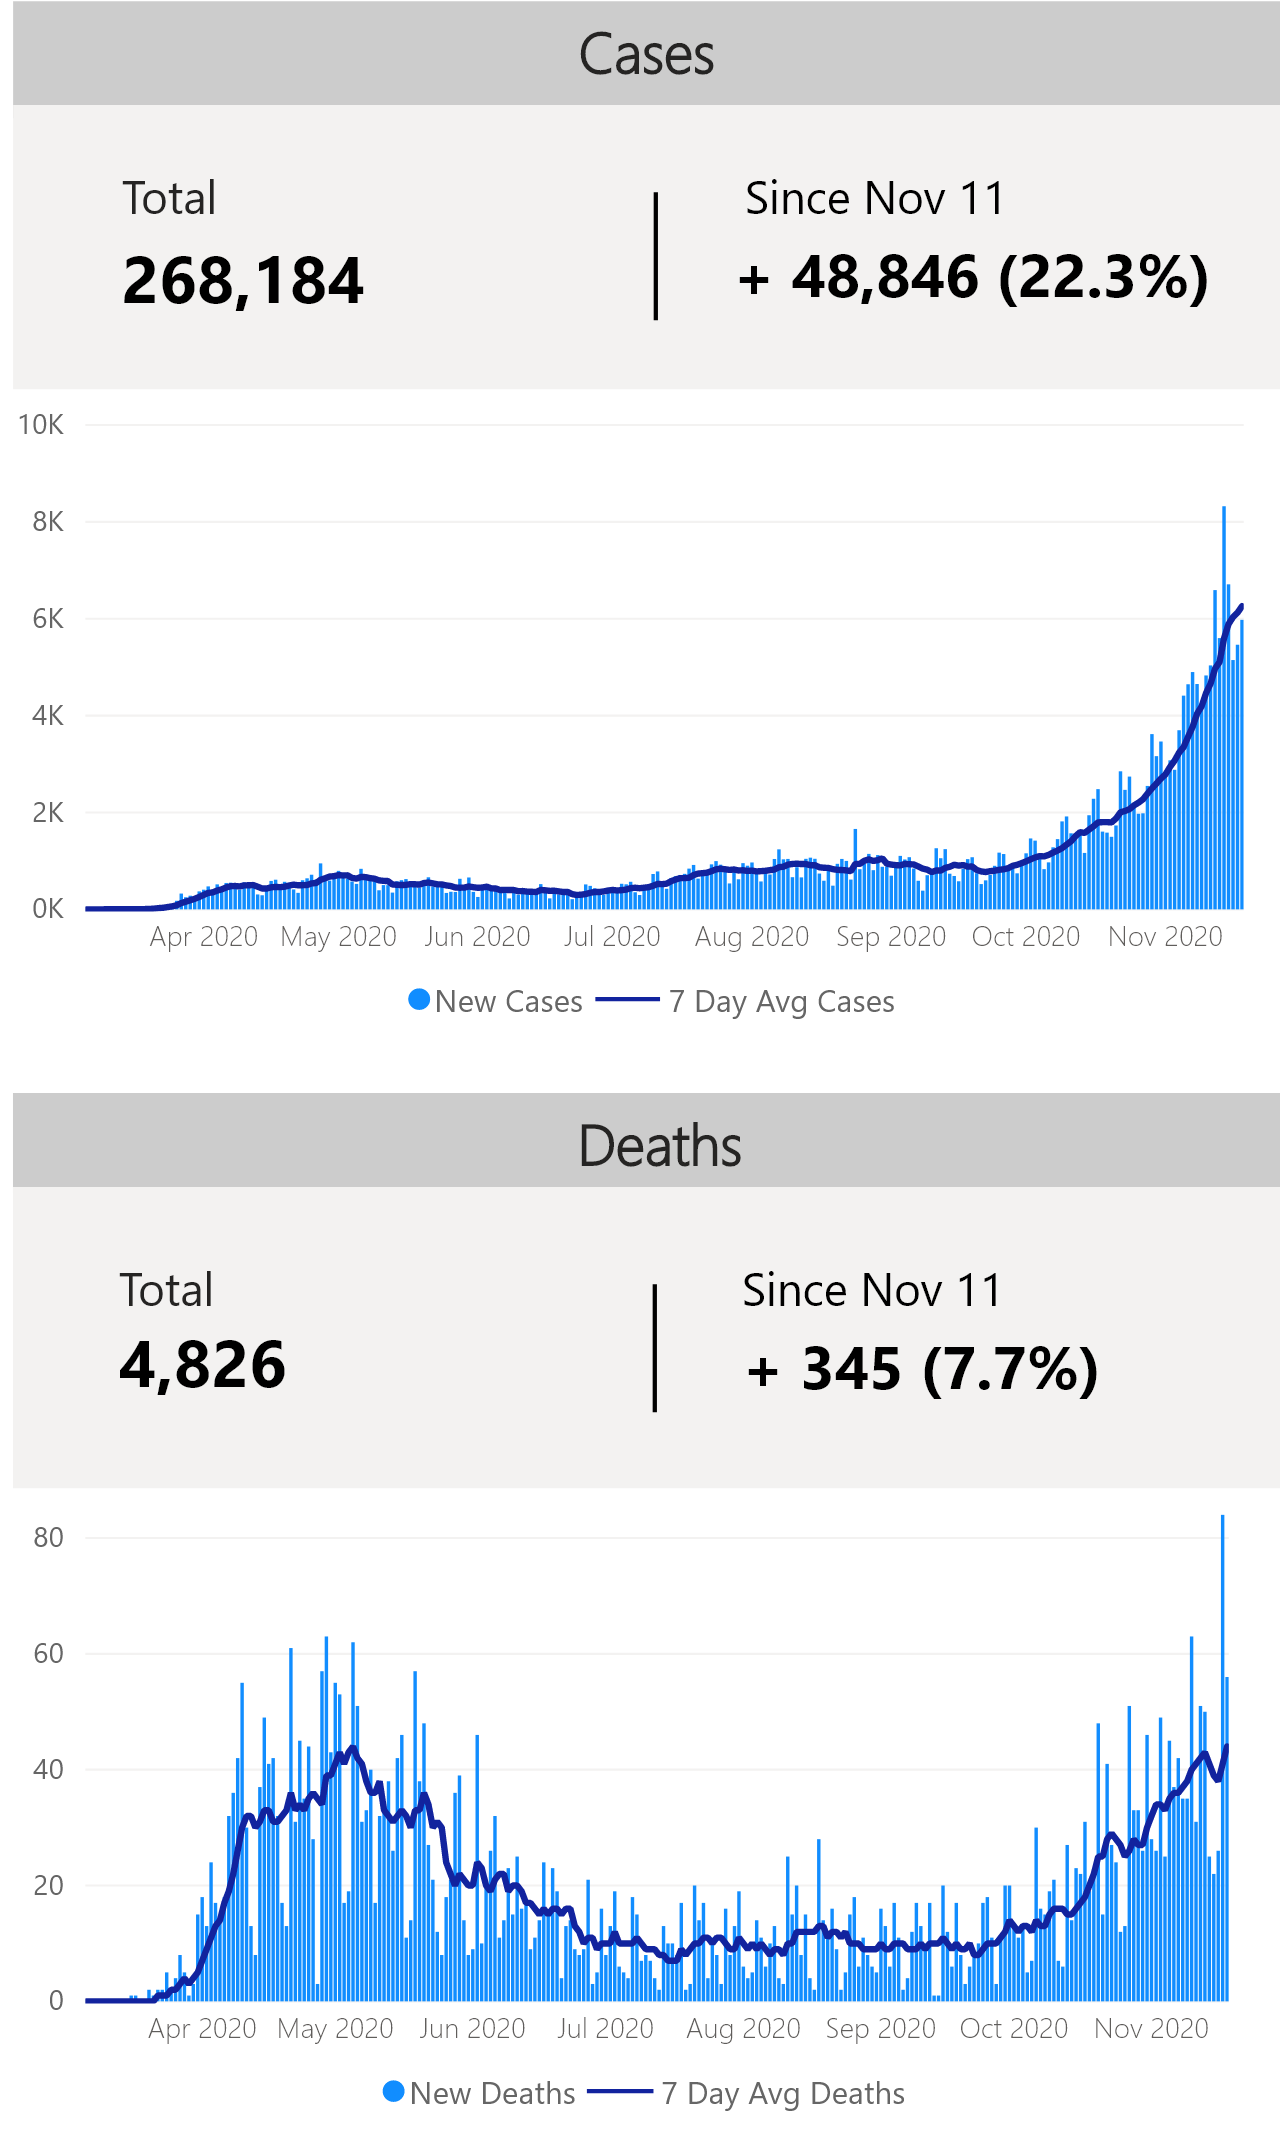 Cases
Total
Since Nov 11
268,184
+ 48,846 (22.3%)
10K
8K
6K
4K
2K
0K
Apr 2020 May 2020 Jun 2020 Jul 2020 Aug 2020 Sep 2020 Oct 2020 Nov 2020
New Cases 7 Day Avg Cases
Deaths
Total
Since Nov 11
4,826
+ 345 (7.7%)
80
60
40
20
0
Apr 2020 May 2020 Jun 2020 Jul 2020 Aug 2020 Sep 2020 Oct 2020 Nov 2020
New Deaths 7 Day Avg Deaths